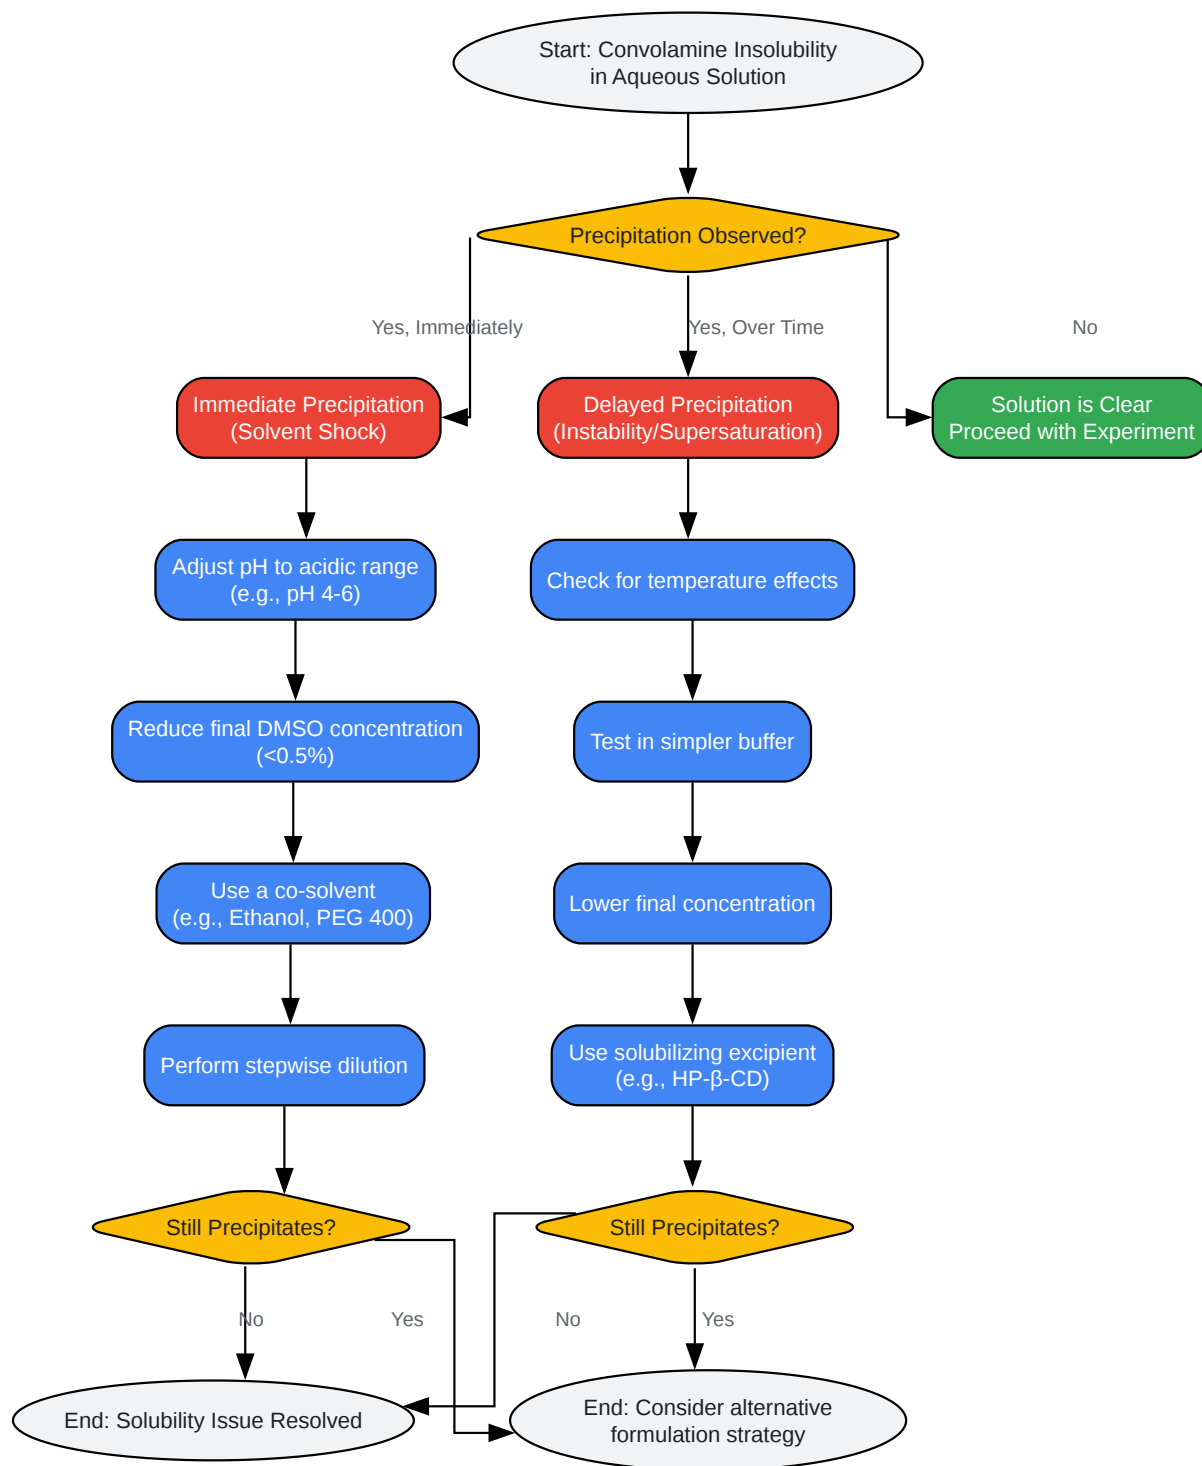 Start: Convolamine Insolubility
in Aqueous Solution
Precipitation Observed?
Yes, Immediately
Yes, Over Time
No
Immediate Precipitation
(Solvent Shock)
Delayed Precipitation
(Instability/Supersaturation)
Solution is Clear
Proceed with Experiment
Adjust pH to acidic range
(e.g., pH 4-6)
Check for temperature effects
Reduce final DMSO concentration
(<0.5%)
Test in simpler buffer
Use a co-solvent
(e.g., Ethanol, PEG 400)
Lower final concentration
Perform stepwise dilution
Use solubilizing excipient
(e.g., HP-β-CD)
Still Precipitates?
Still Precipitates?
No
Yes
No
Yes
End: Solubility Issue Resolved
End: Consider alternative
formulation strategy